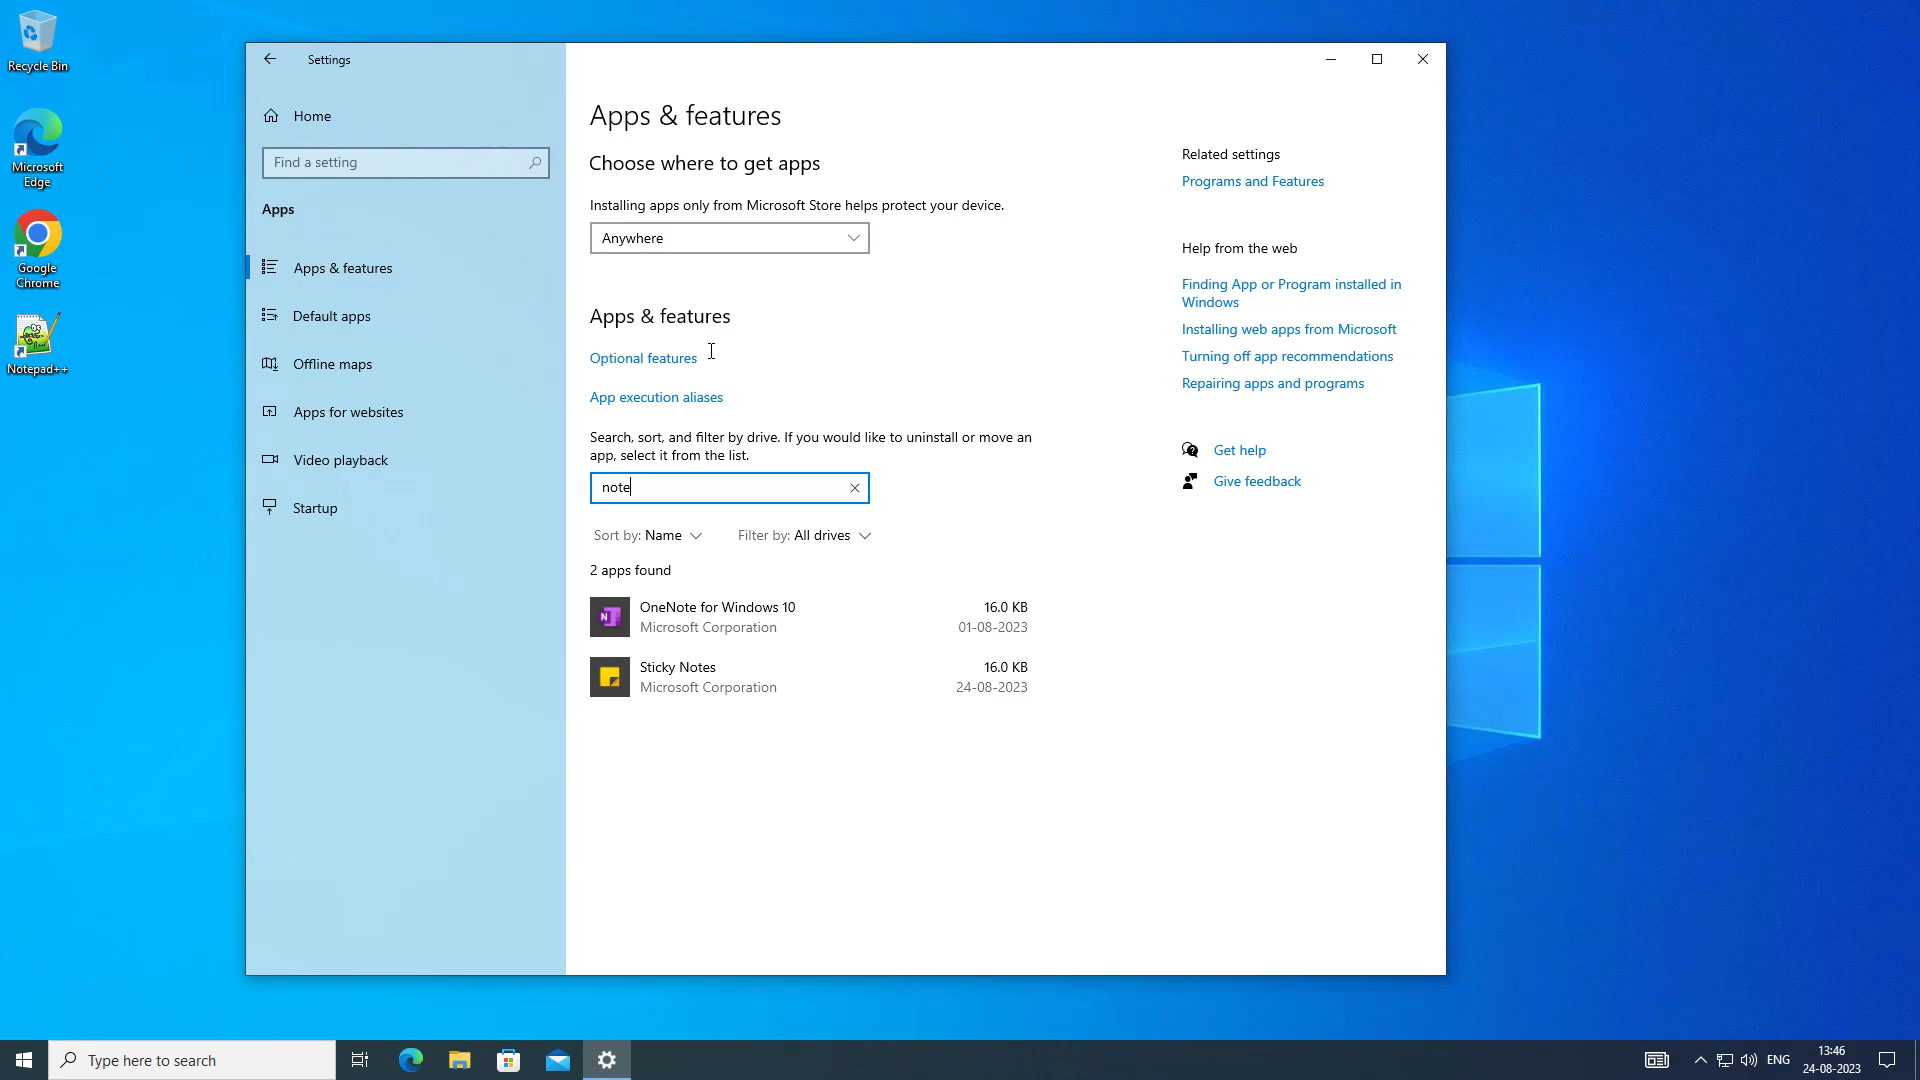 Recycle Bin
Microsoft
Edge
Google
Chrome
Notepad++
Settings
Home
Find a setting
Apps
Apps & features
Default apps
Offline maps
Apps for websites
Video playback
Startup
Apps & features
Choose where to get apps
Installing apps only from Microsoft Store helps protect your device.
Anywhere
Apps & features
Optional features
App execution aliases
Search, sort, and filter by drive. If you would like to uninstall or move an
app, select it from the list.
note
Sort by: Name
Filter by: All drives
2 apps found
OneNote for Windows 10
16.0 KB
Microsoft Corporation
01-08-2023
Sticky Notes
16.0 KB
Microsoft Corporation
24-08-2023
Related settings
Programs and Features
Help from the web
Finding App or Program installed in
Windows
Installing web apps from Microsoft
Turning off app recommendations
Repairing apps and programs
Get help
Give feedback
Type here to search
ENG
13:46
24-08-2023